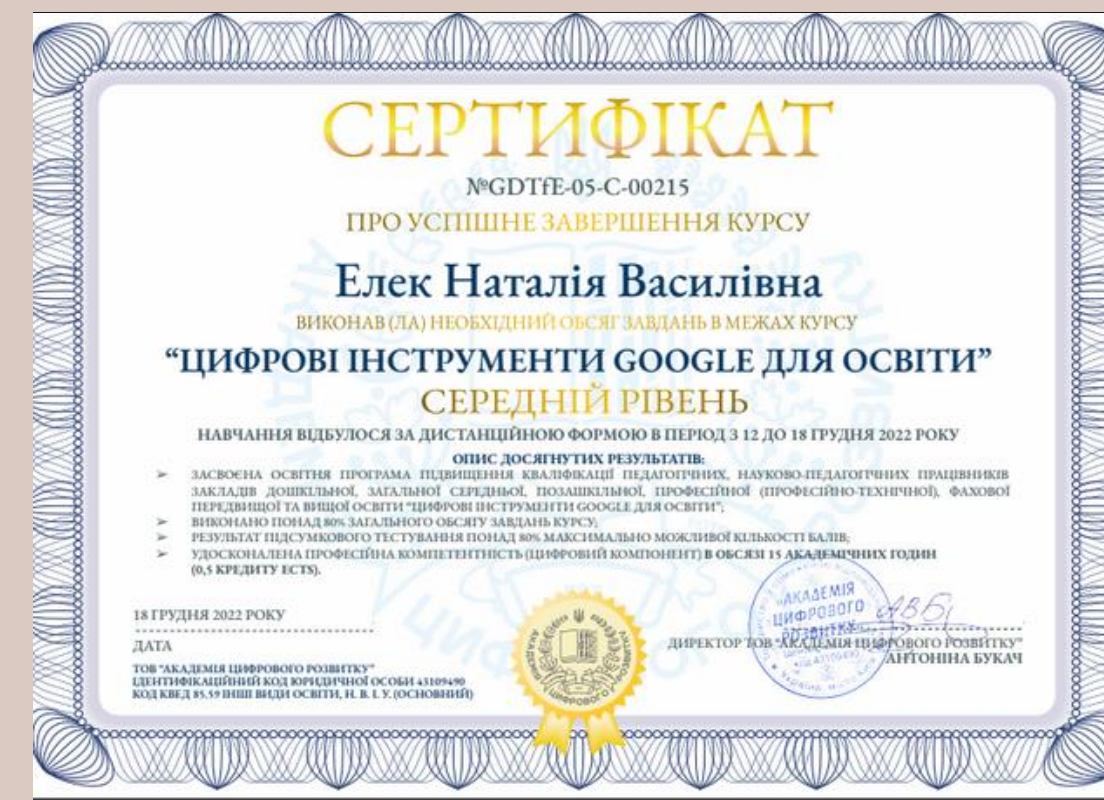 СЕРТИФІКАТ
№GDTfE-05-C-00215
ПРО УСПІШНЕ ЗАВЕРШЕННЯ КУРСУ
Елек Наталія Василівна
ВИКОНАВ (ЛА) НЕОБХІДНИЙ ОБСЯГ ЗАВДАНЬ В МЕЖАХ КУРСУ
“ЦИФРОВІ ІНСТРУМЕНТИ GOOGLE ДЛЯ ОСВІТИ”
СЕРЕДНІЙ РІВЕНЬ
НАВЧАННЯ ВІДБУЛОСЯ ЗА ДИСТАНЦІЙНОЮ ФОРМОЮ В ПЕРІОД З 12 ДО 18 ГРУДНЯ 2022 РОКУ
ОПИС ДОСЯГНУТИХ РЕЗУЛЬТАТІВ:
➢ ЗАСВОЄНА ОСВІТНЯ ПРОГРАМА ПІДВИЩЕННЯ КВАЛІФІКАЦІЇ ПЕДАГОГІЧНИХ, НАУКОВО-ПЕДАГОГІЧНИХ ПРАЦІВНИКІВ
ЗАКЛАДІВ ДОШКІЛЬНОЇ, ЗАГАЛЬНОЇ СЕРЕДНЬОЇ, ПОЗАШКІЛЬНОЇ, ПРОФЕСІЙНОЇ (ПРОФЕСІЙНО-ТЕХНІЧНОЇ), ФАХОВОЇ
ПЕРЕДВИЩОЇ ТА ВИЩОЇ ОСВІТИ “ЦИФРОВІ ІНСТРУМЕНТИ GOOGLE ДЛЯ ОСВІТИ”;
➢ ВИКОНАНО ПОНАД 80% ЗАГАЛЬНОГО ОБСЯГУ ЗАВДАНЬ КУРСУ;
➢ РЕЗУЛЬТАТ ПІДСУМКОВОГО ТЕСТУВАННЯ ПОНАД 80% МАКСИМАЛЬНО МОЖЛИВОЇ КІЛЬКОСТІ БАЛІВ;
➢ УДОСКОНАЛЕНА ПРОФЕСІЙНА КОМПЕТЕНТНІСТЬ (ЦИФРОВИЙ КОМПОНЕНТ) В ОБСЯЗІ 15 АКАДЕМІЧНИХ ГОДИН
(0,5 КРЕДИТУ ECTS).
18 ГРУДНЯ 2022 РОКУ
ДАТА
ТОВ “АКАДЕМІЯ ЦИФРОВОГО РОЗВИТКУ”
ІДЕНТИФІКАЦІЙНИЙ КОД ЮРИДИЧНОЇ ОСОБИ 43109490
КОД КВЕД 85.59 ІНШІ ВИДИ ОСВІТИ, Н. В. І. У. (ОСНОВНИЙ)
ДИРЕКТОР ТОВ “АКАДЕМІЯ ЦИФРОВОГО РОЗВИТКУ”
АНТОНІНА БУКАЧ
“АКАДЕМІЯ
ЦИФРОВОГО
РОЗВИТКУ”